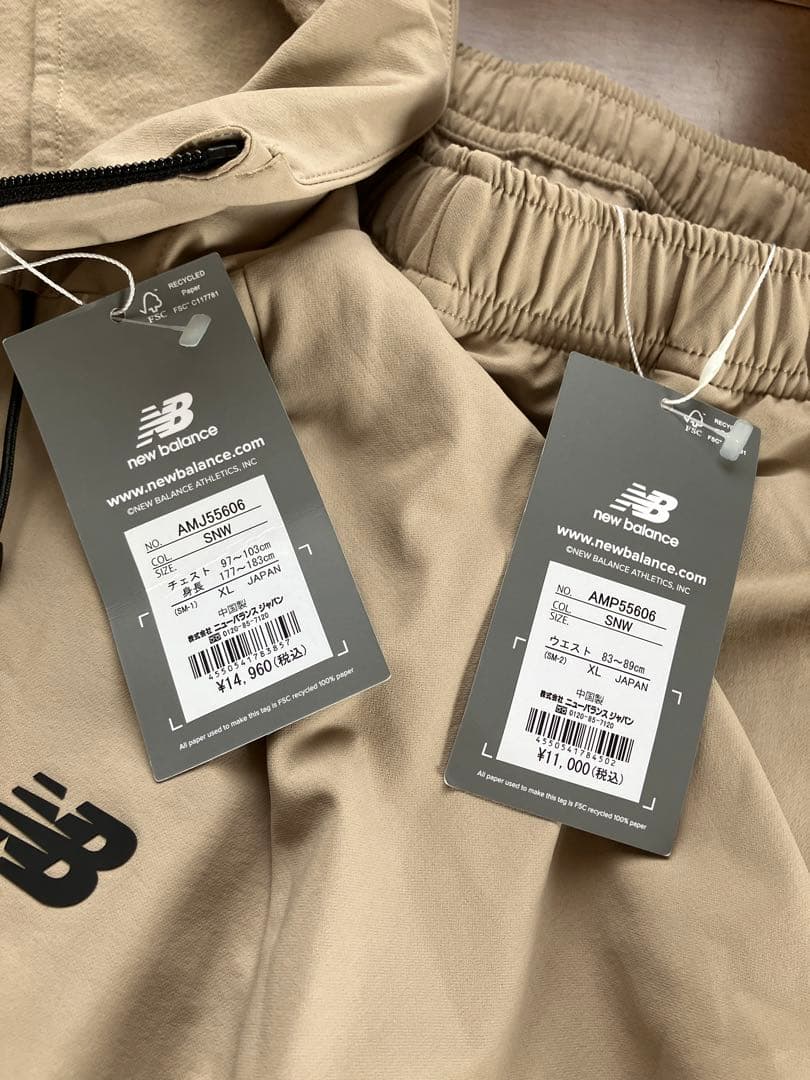 RECYCLED
Paper
FSC
FSC™ C117781
NB
new balance
www.newbalance.com
©NEW BALANCE ATHLETICS, INC
NO. AMJ55606
COL. SNW
SIZE.
チェスト 97～103cm
身長 177～183cm
(SM-1) XL JAPAN
中国製
株式会社 ニューバランス ジャパン
0120-85-7120
4550541783857
¥14,960(税込)
All paper used to make this tag is FSC recycled 100% paper
FSC
NB
new balance
www.newbalance.com
©NEW BALANCE ATHLETICS, INC
NO. AMP55606
COL. SNW
SIZE.
ウエスト 83～89cm
(SM-2) XL JAPAN
中国製
株式会社 ニューバランス ジャパン
0120-85-7120
4550541784502
¥11,000(税込)
All paper used to make this tag is FSC recycled 100% paper
NB